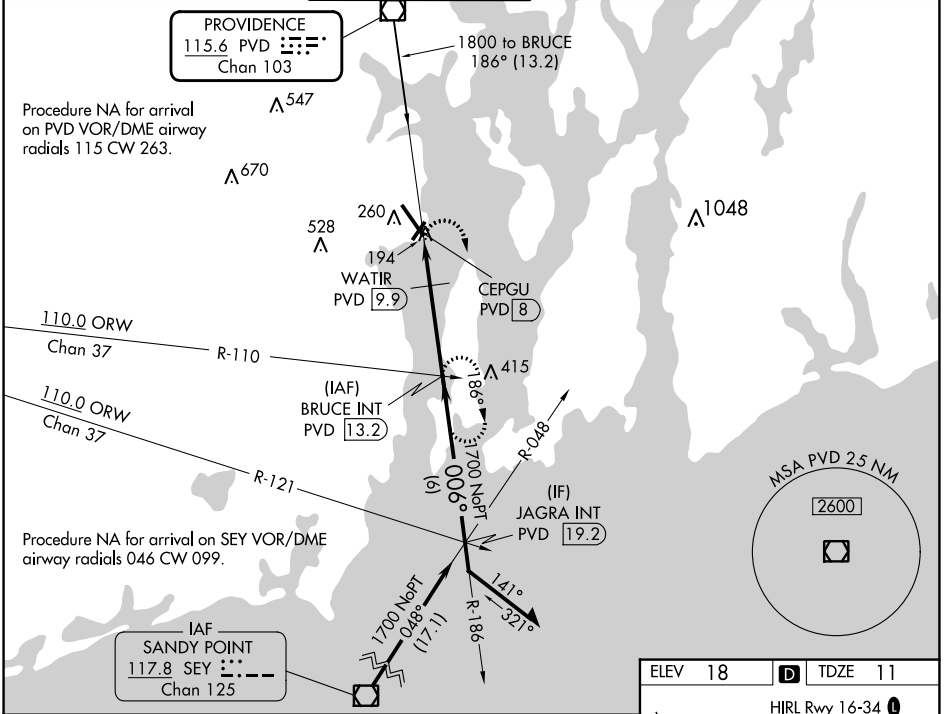 PROVIDENCE
115.6 PVD
Chan 103
1800 to BRUCE
186° (13.2)
Procedure NA for arrival
on PVD VOR/DME airway
radials 115 CW 263.
547
670
528
260
194
1048
WATIR
PVD 9.9
CEPGU
PVD 8
110.0 ORW
Chan 37
R-110
(IAF)
BRUCE INT
PVD 13.2
415
186°
110.0 ORW
Chan 37
R-121
R-048
1700 NoPT
006°
(6)
(IF)
JAGRA INT
PVD 19.2
MSA PVD 25 NM
2600
Procedure NA for arrival on SEY VOR/DME
airway radials 046 CW 099.
1700 NoPT
048°
(17.1)
141°
321°
R-186
IAF
SANDY POINT
117.8 SEY
Chan 125
ELEV 18 D TDZE 11
HIRL Rwy 16-34 L